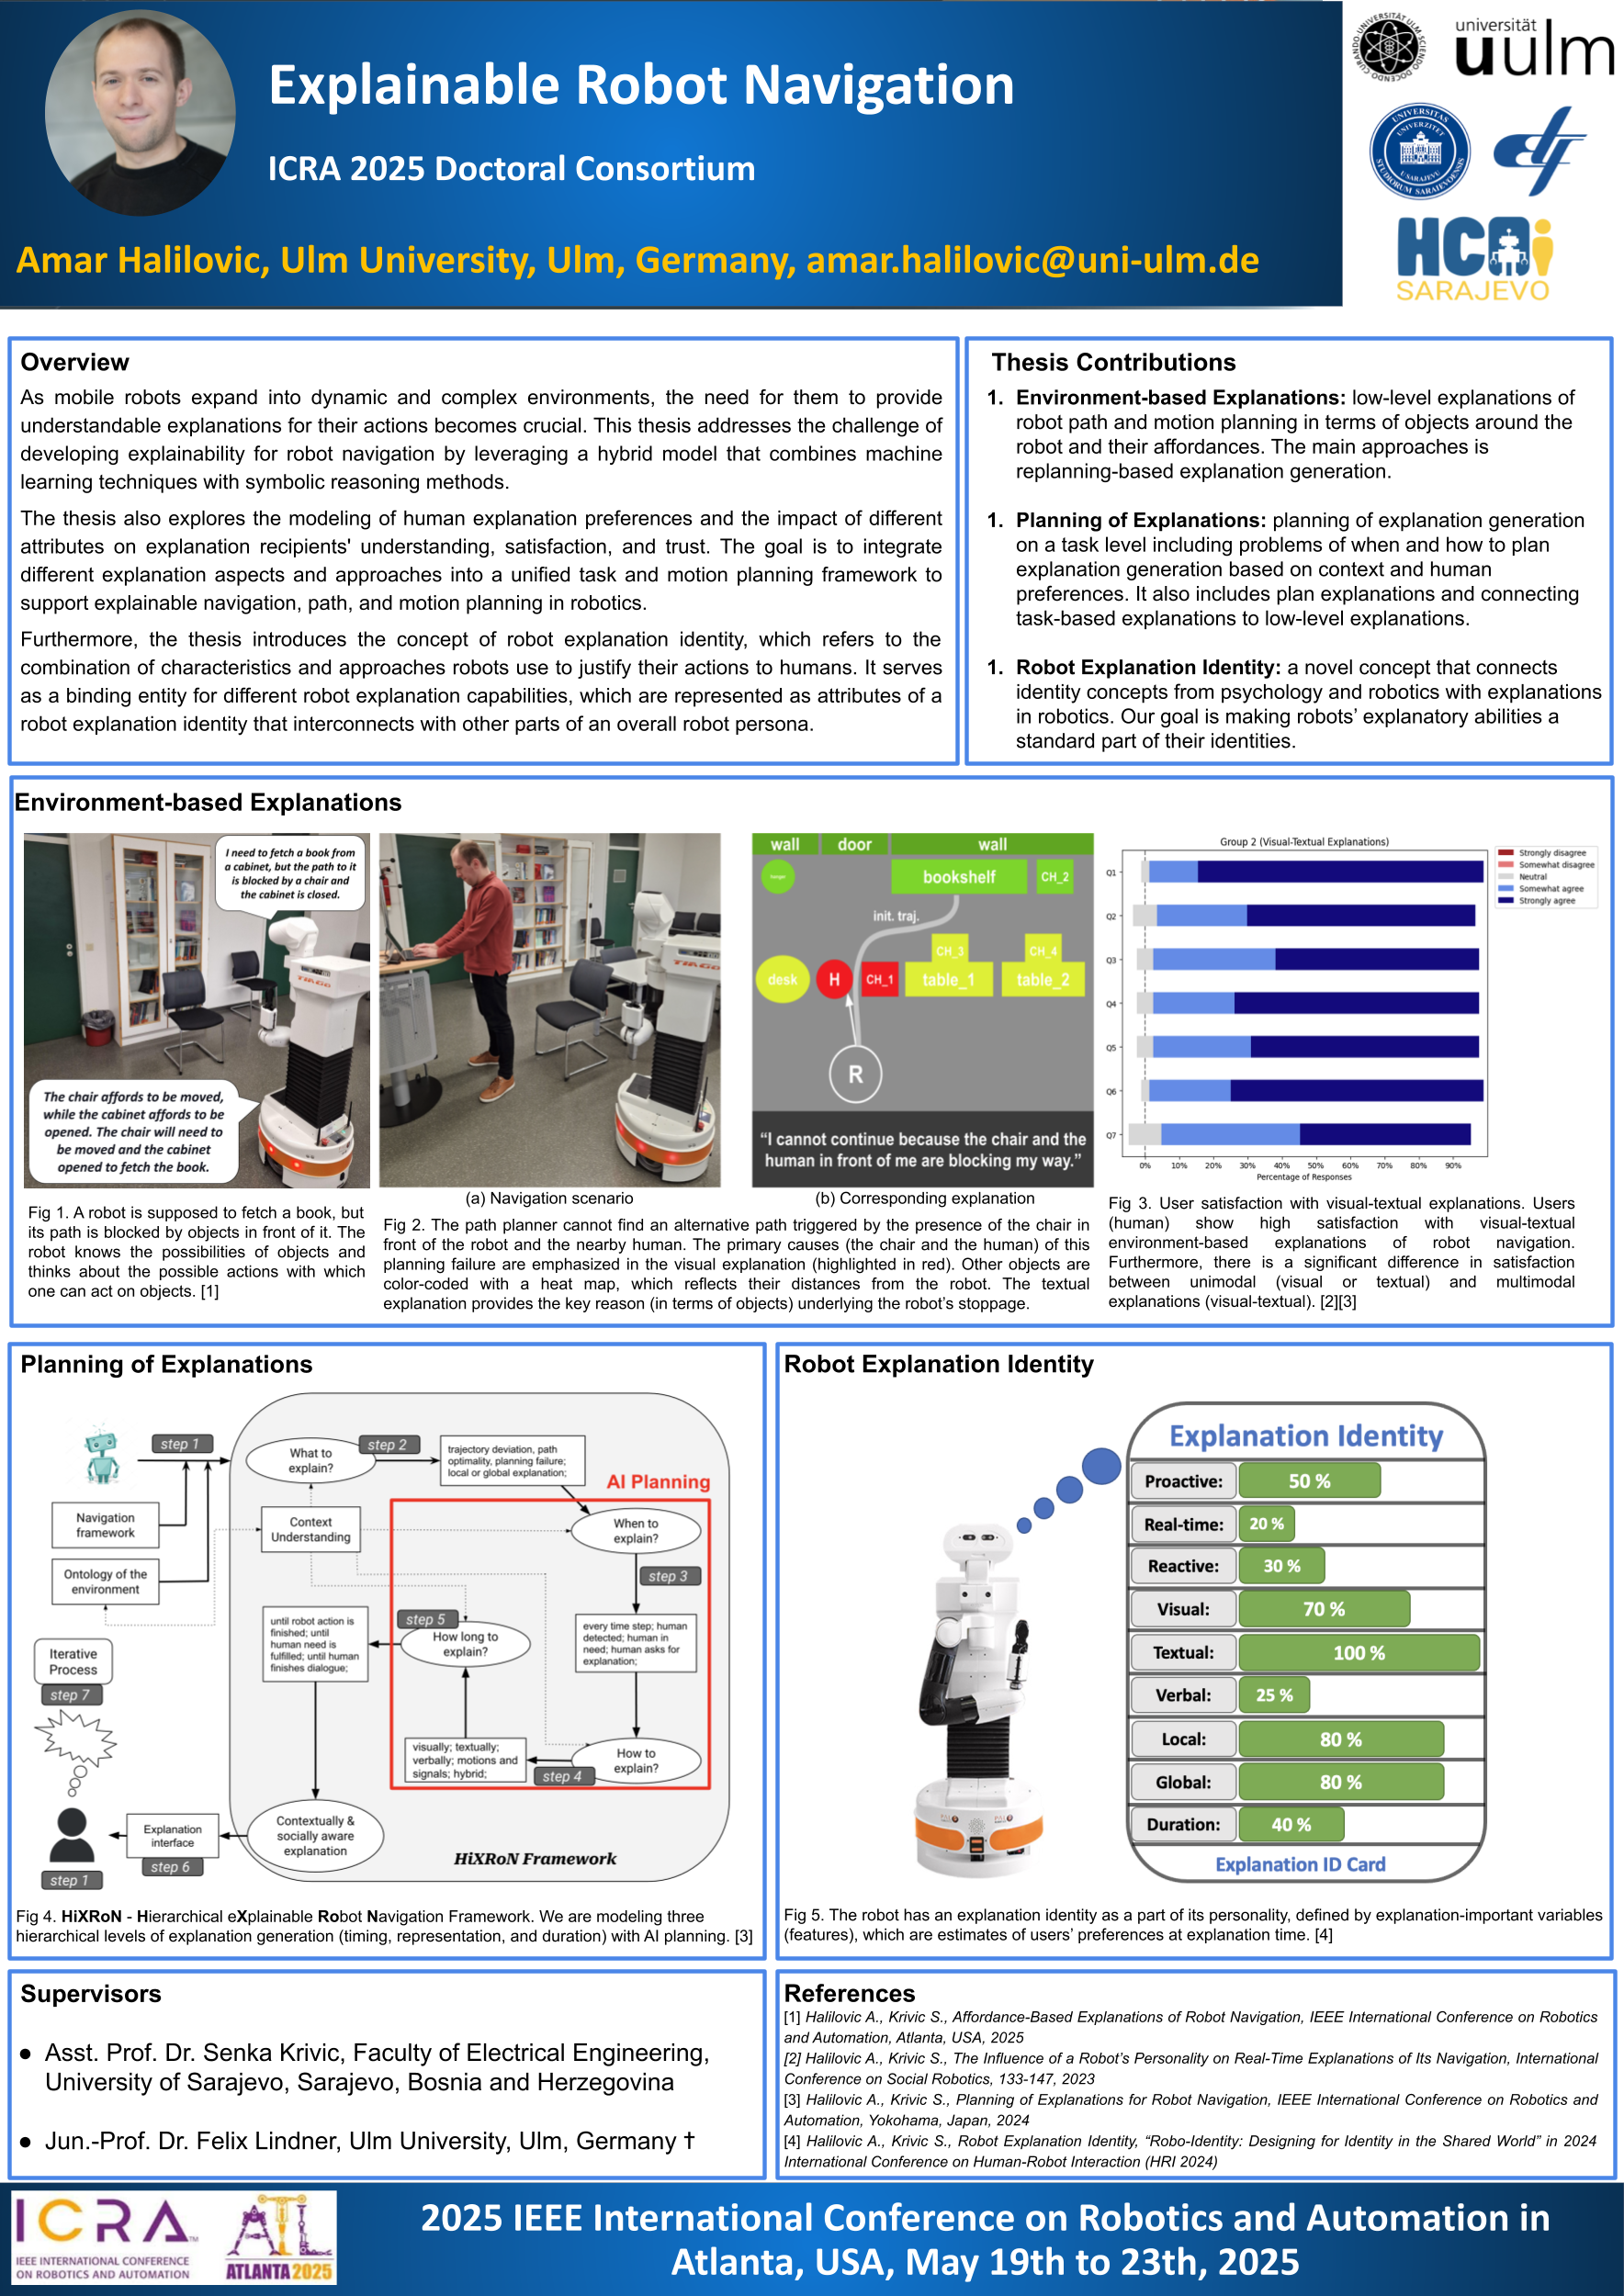 Explainable Robot Navigation
ICRA 2025 Doctoral Consortium
Amar Halilovic, Ulm University, Ulm, Germany, amar.halilovic@uni-ulm.de
universität
uulm
HCAi
SARAJEVO
Overview
As mobile robots expand into dynamic and complex environments, the need for them to provide
understandable explanations for their actions becomes crucial. This thesis addresses the challenge of
developing explainability for robot navigation by leveraging a hybrid model that combines machine
learning techniques with symbolic reasoning methods.
The thesis also explores the modeling of human explanation preferences and the impact of different
attributes on explanation recipients' understanding, satisfaction, and trust. The goal is to integrate
different explanation aspects and approaches into a unified task and motion planning framework to
support explainable navigation, path, and motion planning in robotics.
Furthermore, the thesis introduces the concept of robot explanation identity, which refers to the
combination of characteristics and approaches robots use to justify their actions to humans. It serves
as a binding entity for different robot explanation capabilities, which are represented as attributes of a
robot explanation identity that interconnects with other parts of an overall robot persona.
Thesis Contributions
1. Environment-based Explanations: low-level explanations of
robot path and motion planning in terms of objects around the
robot and their affordances. The main approaches is
replanning-based explanation generation.
1. Planning of Explanations: planning of explanation generation
on a task level including problems of when and how to plan
explanation generation based on context and human
preferences. It also includes plan explanations and connecting
task-based explanations to low-level explanations.
1. Robot Explanation Identity: a novel concept that connects
identity concepts from psychology and robotics with explanations
in robotics. Our goal is making robots’ explanatory abilities a
standard part of their identities.
Environment-based Explanations
I need to fetch a book from
a cabinet, but the path to it
is blocked by a chair and
the cabinet is closed.
TIAGO
The chair affords to be moved,
while the cabinet affords to be
opened. The chair will need to
be moved and the cabinet
opened to fetch the book.
Fig 1. A robot is supposed to fetch a book, but
its path is blocked by objects in front of it. The
robot knows the possibilities of objects and
thinks about the possible actions with which
one can act on objects. [1]
TIAGO
(a) Navigation scenario
wall door wall
bookshelf CH_2
init. traj.
CH_3 CH_4
desk H CH_1 table_1 table_2
R
“I cannot continue because the chair and the
human in front of me are blocking my way.”
(b) Corresponding explanation
Fig 2. The path planner cannot find an alternative path triggered by the presence of the chair in
front of the robot and the nearby human. The primary causes (the chair and the human) of this
planning failure are emphasized in the visual explanation (highlighted in red). Other objects are
color-coded with a heat map, which reflects their distances from the robot. The textual
explanation provides the key reason (in terms of objects) underlying the robot’s stoppage.
Group 2 (Visual-Textual Explanations)
Strongly disagree
Somewhat disagree
Neutral
Somewhat agree
Strongly agree
Q1
Q2
Q3
Q4
Q5
Q6
Q7
0% 10% 20% 30% 40% 50% 60% 70% 80% 90%
Percentage of Responses
Fig 3. User satisfaction with visual-textual explanations. Users
(human) show high satisfaction with visual-textual
environment-based explanations of robot navigation.
Furthermore, there is a significant difference in satisfaction
between unimodal (visual or textual) and multimodal
explanations (visual-textual). [2][3]
Planning of Explanations
step 1
What to
explain?
step 2
trajectory deviation, path
optimality, planning failure;
local or global explanation;
AI Planning
Navigation
framework
Context
Understanding
When to
explain?
Ontology of the
environment
step 3
until robot action is
finished; until
human need is
fulfilled; until human
finishes dialogue;
step 5
How long to
explain?
every time step; human
detected; human in
need; human asks for
explanation;
Iterative
Process
step 7
visually; textually;
verbally; motions and
signals; hybrid;
step 4
How to
explain?
Explanation
interface
step 6
Contextually &
socially aware
explanation
step 1
HiXRoN Framework
Fig 4. HiXRoN - Hierarchical eXplainable Robot Navigation Framework. We are modeling three
hierarchical levels of explanation generation (timing, representation, and duration) with AI planning. [3]
Robot Explanation Identity
Explanation Identity
Proactive: 50 %
Real-time: 20 %
Reactive: 30 %
Visual: 70 %
Textual: 100 %
Verbal: 25 %
Local: 80 %
Global: 80 %
Duration: 40 %
Explanation ID Card
Fig 5. The robot has an explanation identity as a part of its personality, defined by explanation-important variables
(features), which are estimates of users’ preferences at explanation time. [4]
Supervisors
● Asst. Prof. Dr. Senka Krivic, Faculty of Electrical Engineering,
University of Sarajevo, Sarajevo, Bosnia and Herzegovina
● Jun.-Prof. Dr. Felix Lindner, Ulm University, Ulm, Germany ✝
References
[1] Halilovic A., Krivic S., Affordance-Based Explanations of Robot Navigation, IEEE International Conference on Robotics
and Automation, Atlanta, USA, 2025
[2] Halilovic A., Krivic S., The Influence of a Robot’s Personality on Real-Time Explanations of Its Navigation, International
Conference on Social Robotics, 133-147, 2023
[3] Halilovic A., Krivic S., Planning of Explanations for Robot Navigation, IEEE International Conference on Robotics and
Automation, Yokohama, Japan, 2024
[4] Halilovic A., Krivic S., Robot Explanation Identity, “Robo-Identity: Designing for Identity in the Shared World” in 2024
International Conference on Human-Robot Interaction (HRI 2024)
ICRA
IEEE INTERNATIONAL CONFERENCE
ON ROBOTICS AND AUTOMATION
ATL
ATLANTA 2025
2025 IEEE International Conference on Robotics and Automation in
Atlanta, USA, May 19th to 23th, 2025